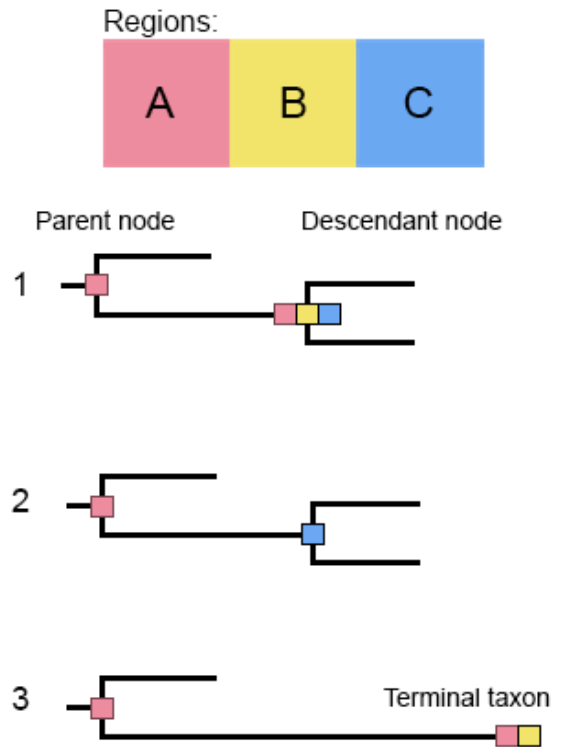 Regions:
A B C
Parent node Descendant node
1
2
3
Terminal taxon